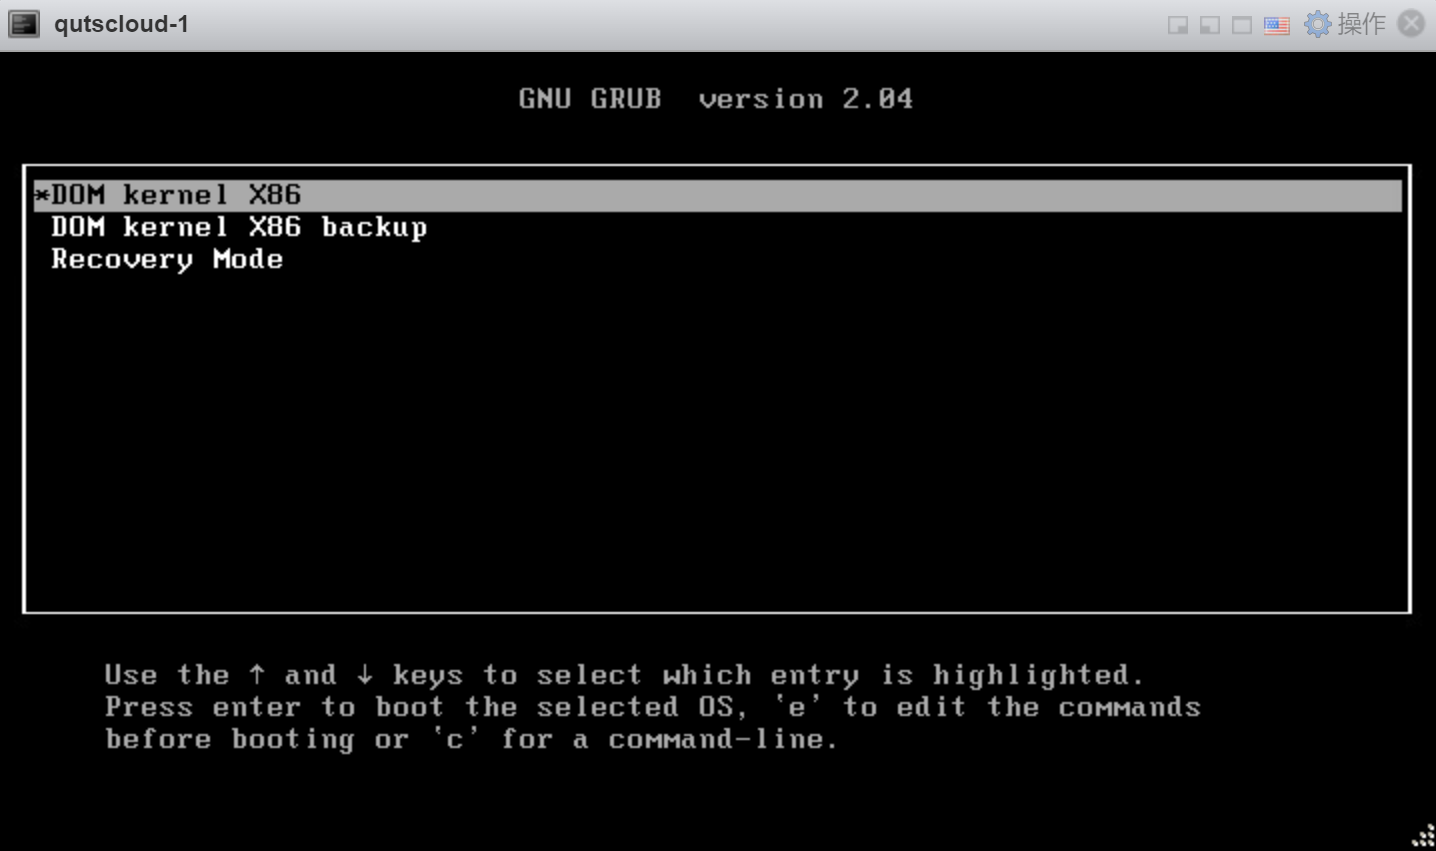 qutscloud-1
操作
GNU GRUB  version 2.04
*DOM kernel X86
DOM kernel X86 backup
Recovery Mode
Use the ↑ and ↓ keys to select which entry is highlighted.
Press enter to boot the selected OS, `e' to edit the commands
before booting or `c' for a command-line.